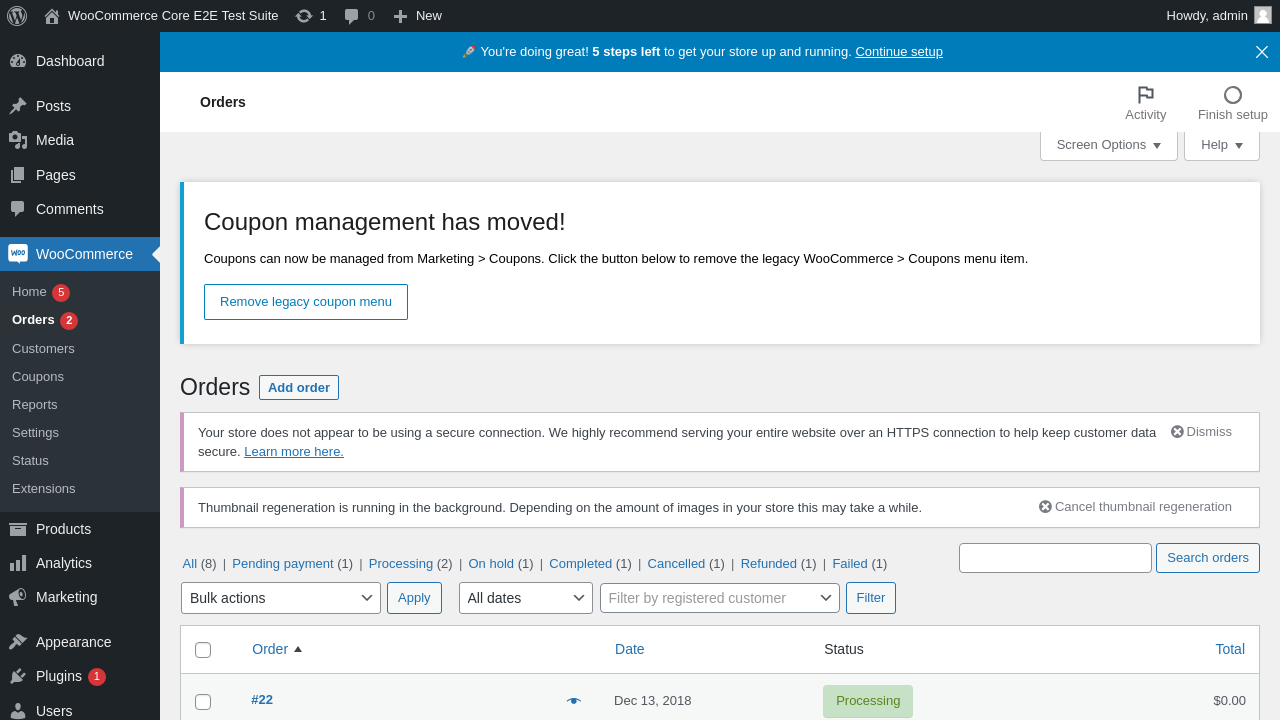 WooCommerce Core E2E Test Suite 1 0 New Howdy, admin
🚀 You're doing great! 5 steps left to get your store up and running. Continue setup
Dashboard
Posts
Media
Pages
Comments
WooCommerce
Home 5
Orders 2
Customers
Coupons
Reports
Settings
Status
Extensions
Products
Analytics
Marketing
Appearance
Plugins 1
Users
Orders
Activity
Finish setup
Screen Options
Help
Coupon management has moved!
Coupons can now be managed from Marketing > Coupons. Click the button below to remove the legacy WooCommerce > Coupons menu item.
Remove legacy coupon menu
Orders Add order
Your store does not appear to be using a secure connection. We highly recommend serving your entire website over an HTTPS connection to help keep customer data
secure. Learn more here.
Dismiss
Thumbnail regeneration is running in the background. Depending on the amount of images in your store this may take a while.
Cancel thumbnail regeneration
All (8) | Pending payment (1) | Processing (2) | On hold (1) | Completed (1) | Cancelled (1) | Refunded (1) | Failed (1)
Search orders
Bulk actions Apply All dates Filter by registered customer Filter
Order Date Status Total
#22 Dec 13, 2018 Processing $0.00